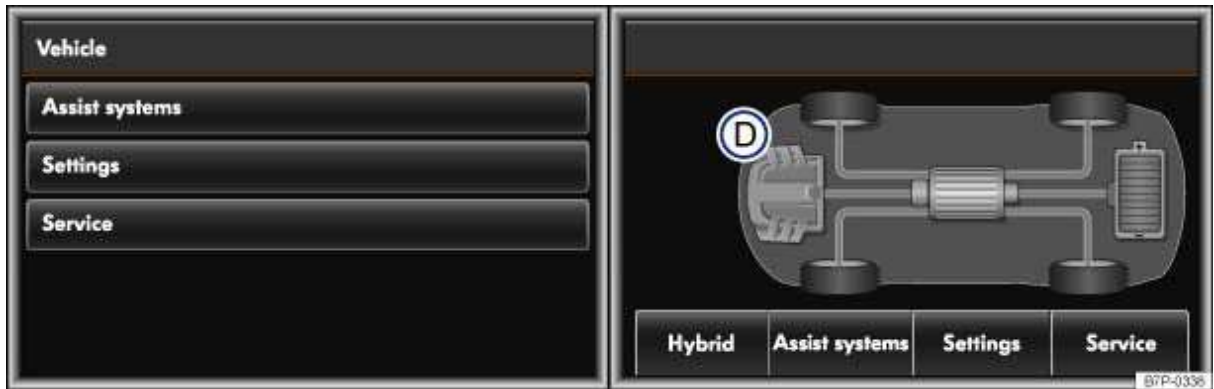 Vehicle
Assist systems
Settings
Service
D
Hybrid Assist systems Settings Service
B7P-0336